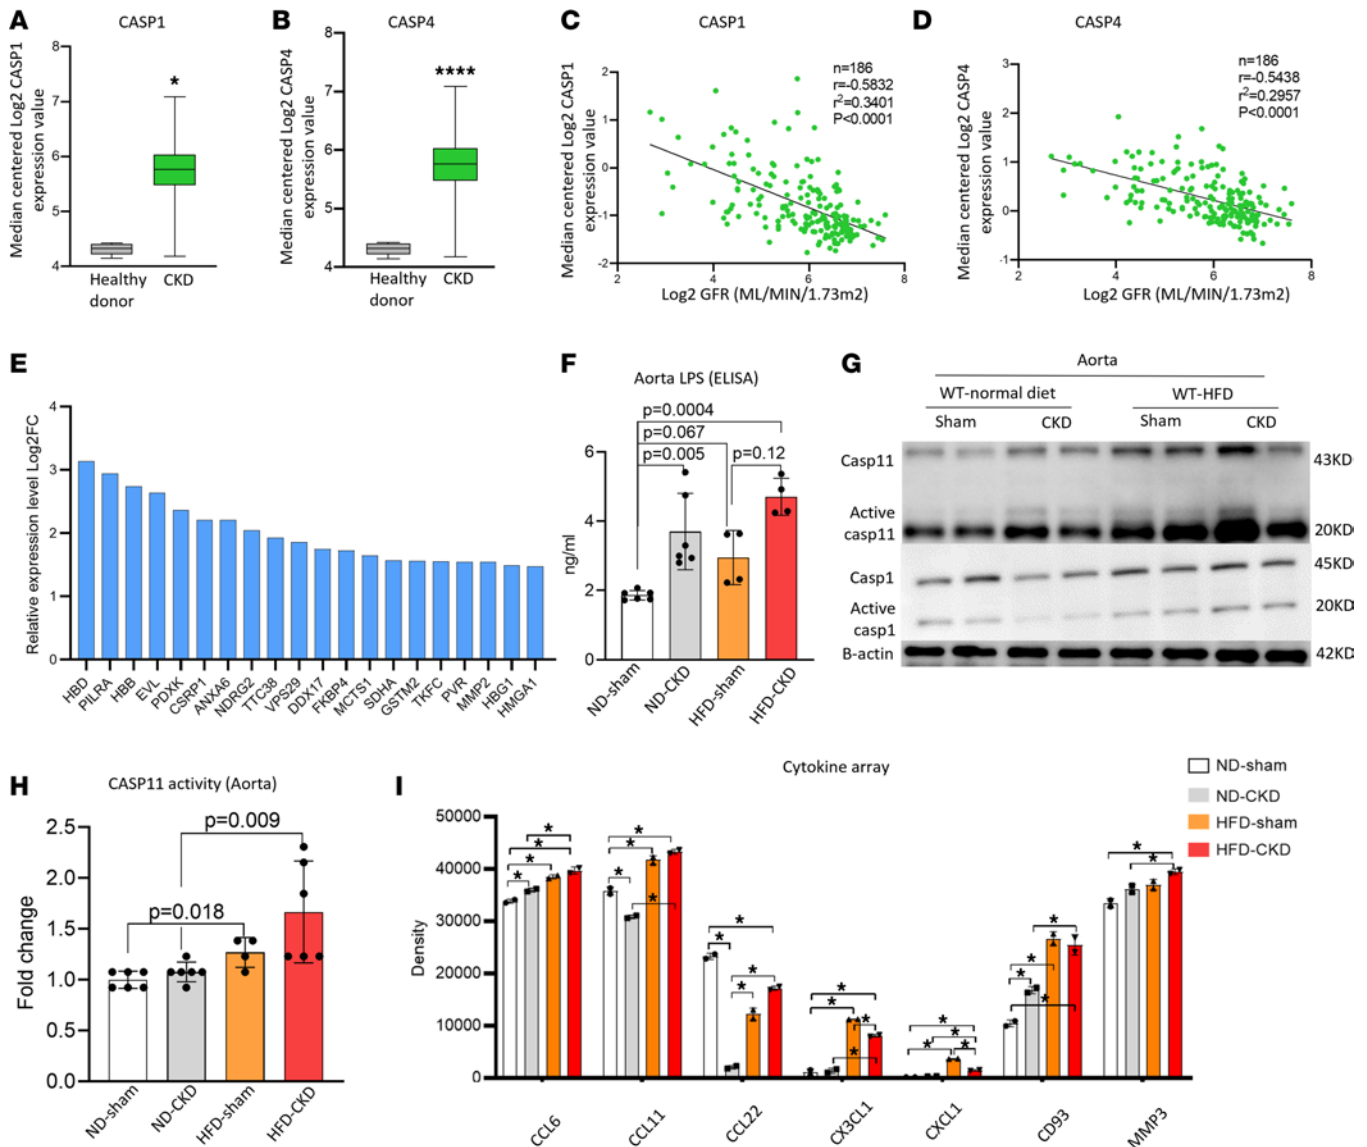 A
CASP1
Median centered Log2 CASP1
expression value
8
7
6
5
4
*
Healthy
donor
CKD
B
CASP4
Median centered Log2 CASP4
expression value
8
7
6
5
4
****
Healthy
donor
CKD
C
CASP1
Median centered Log2 CASP1
expression value
2
1
0
-1
-2
n=186
r=-0.5832
r²=0.3401
P<0.0001
2 4 6 8
Log2 GFR (ML/MIN/1.73m2)
D
CASP4
Median centered Log2 CASP4
expression value
3
2
1
0
-1
n=186
r=-0.5438
r²=0.2957
P<0.0001
2 4 6 8
Log2 GFR (ML/MIN/1.73m2)
E
Relative expression level Log2FC
4
3
2
1
0
HBD
PILRA
HBB
EVL
PDXK
CSRP1
ANXA6
NDRG2
TTC38
VPS29
DDX17
FKBP4
MCTS1
SDHA
GSTM2
TKFC
PVR
MMP2
HBG1
HMGA1
F
Aorta LPS (ELISA)
p=0.0004
p=0.067
p=0.005
p=0.12
ng/ml
6
4
2
0
ND-sham
ND-CKD
HFD-sham
HFD-CKD
G
Aorta
WT-normal diet WT-HFD
Sham CKD Sham CKD
Casp11
43KD
Active
casp11
20KD
Casp1
45KD
Active
casp1
20KD
B-actin
42KD
H
CASP11 activity (Aorta)
p=0.009
p=0.018
Fold change
2.5
2.0
1.5
1.0
0.5
0.0
ND-sham
ND-CKD
HFD-sham
HFD-CKD
I
Cytokine array
ND-sham
ND-CKD
HFD-sham
HFD-CKD
Density
50000
40000
30000
20000
10000
0
* * * * * * * * * * * * * * * * * * * * * * * * * *
CCL6
CCL11
CCL22
CX3CL1
CXCL1
CD93
MMP3